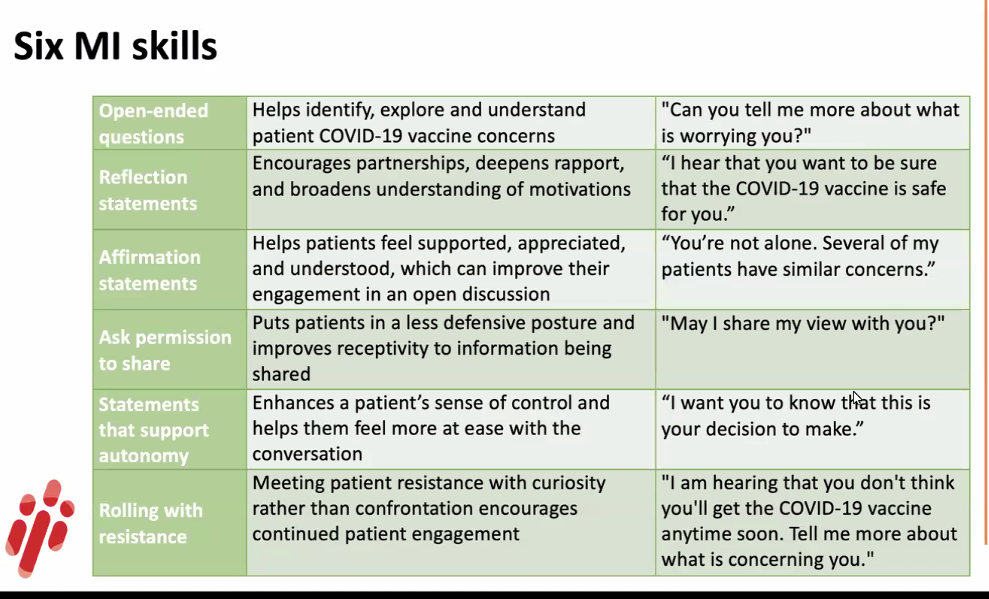 Six MI skills
Open-ended
questions
Helps identify, explore and understand
patient COVID-19 vaccine concerns
"Can you tell me more about what
is worrying you?"
Reflection
statements
Encourages partnerships, deepens rapport,
and broadens understanding of motivations
“I hear that you want to be sure
that the COVID-19 vaccine is safe
for you.”
Affirmation
statements
Helps patients feel supported, appreciated,
and understood, which can improve their
engagement in an open discussion
“You’re not alone. Several of my
patients have similar concerns.”
Ask permission
to share
Puts patients in a less defensive posture and
improves receptivity to information being
shared
"May I share my view with you?"
Statements
that support
autonomy
Enhances a patient’s sense of control and
helps them feel more at ease with the
conversation
“I want you to know that this is
your decision to make.”
Rolling with
resistance
Meeting patient resistance with curiosity
rather than confrontation encourages
continued patient engagement
"I am hearing that you don't think
you'll get the COVID-19 vaccine
anytime soon. Tell me more about
what is concerning you."